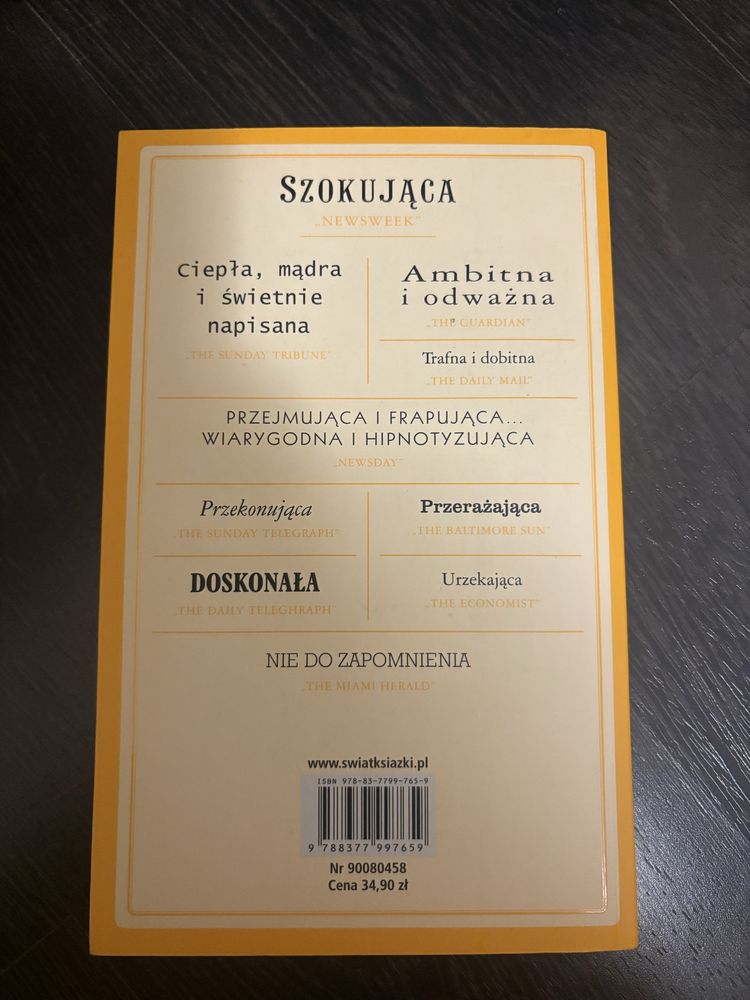 SZOKUJĄCA
„NEWSWEEK”
Ciepła, mądra
i świetnie
napisana
„THE SUNDAY TRIBUNE”
Ambitna
i odważna
„THE GUARDIAN”
Trafna i dobitna
„THE DAILY MAIL”
PRZEJMUJĄCA I FRAPUJĄCA...
WIARYGODNA I HIPNOTYZUJĄCA
„NEWSDAY”
Przekonująca
„THE SUNDAY TELEGRAPH”
Przerażająca
„THE BALTIMORE SUN”
DOSKONAŁA
„THE DAILY TELEGHRAPH”
Urzekająca
„THE ECONOMIST”
NIE DO ZAPOMNIENIA
„THE MIAMI HERALD”
www.swiatksiazki.pl
ISBN 978-83-7799-765-9
9 788377 997659
Nr 90080458
Cena 34,90 zł